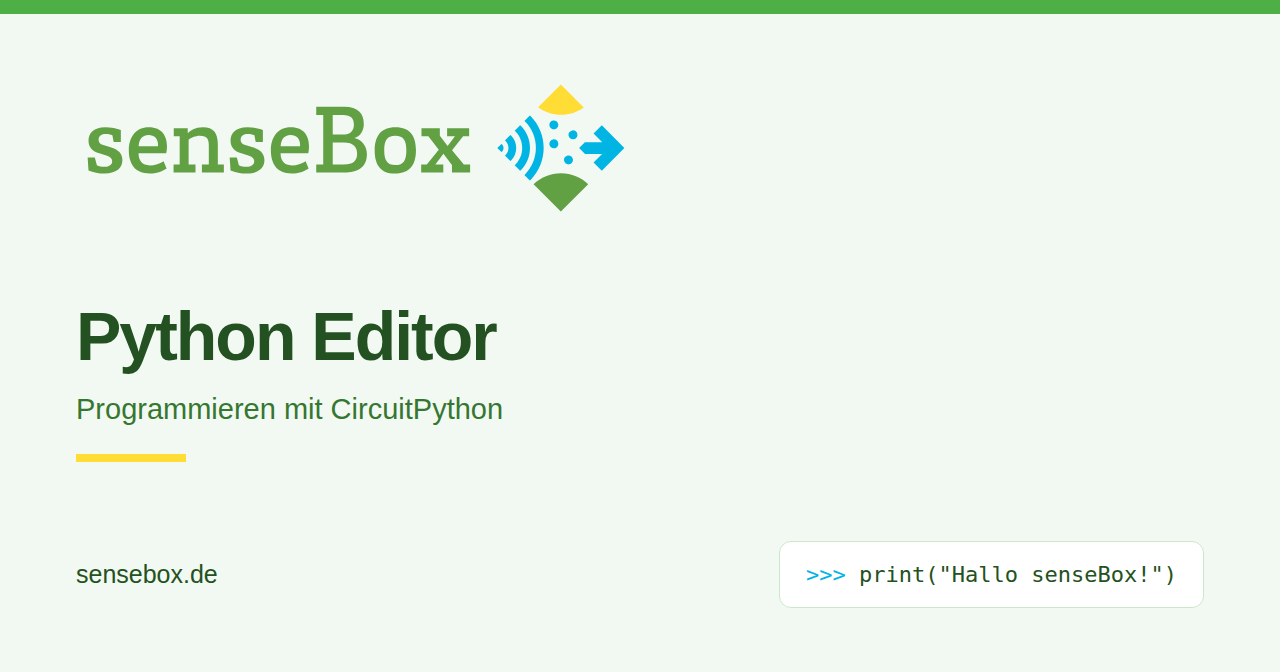 senseBox
Python Editor
Programmieren mit CircuitPython
sensebox.de
>>> print("Hallo senseBox!")